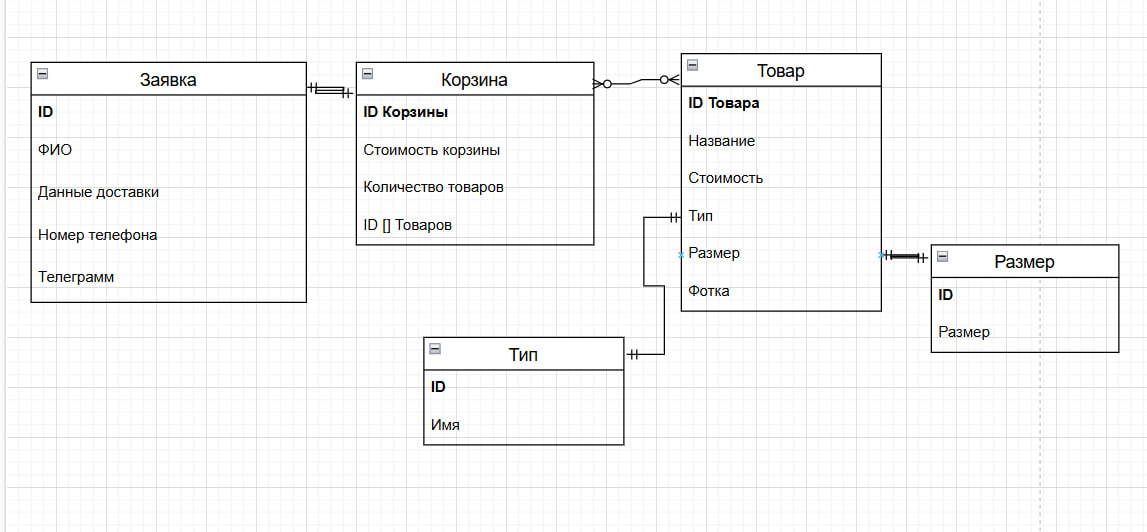 Заявка
ID
ФИО
Данные доставки
Номер телефона
Телеграмм
Корзина
ID Корзины
Стоимость корзины
Количество товаров
ID [] Товаров
Товар
ID Товара
Название
Стоимость
Тип
Размер
Фотка
Размер
ID
Размер
Тип
ID
Имя